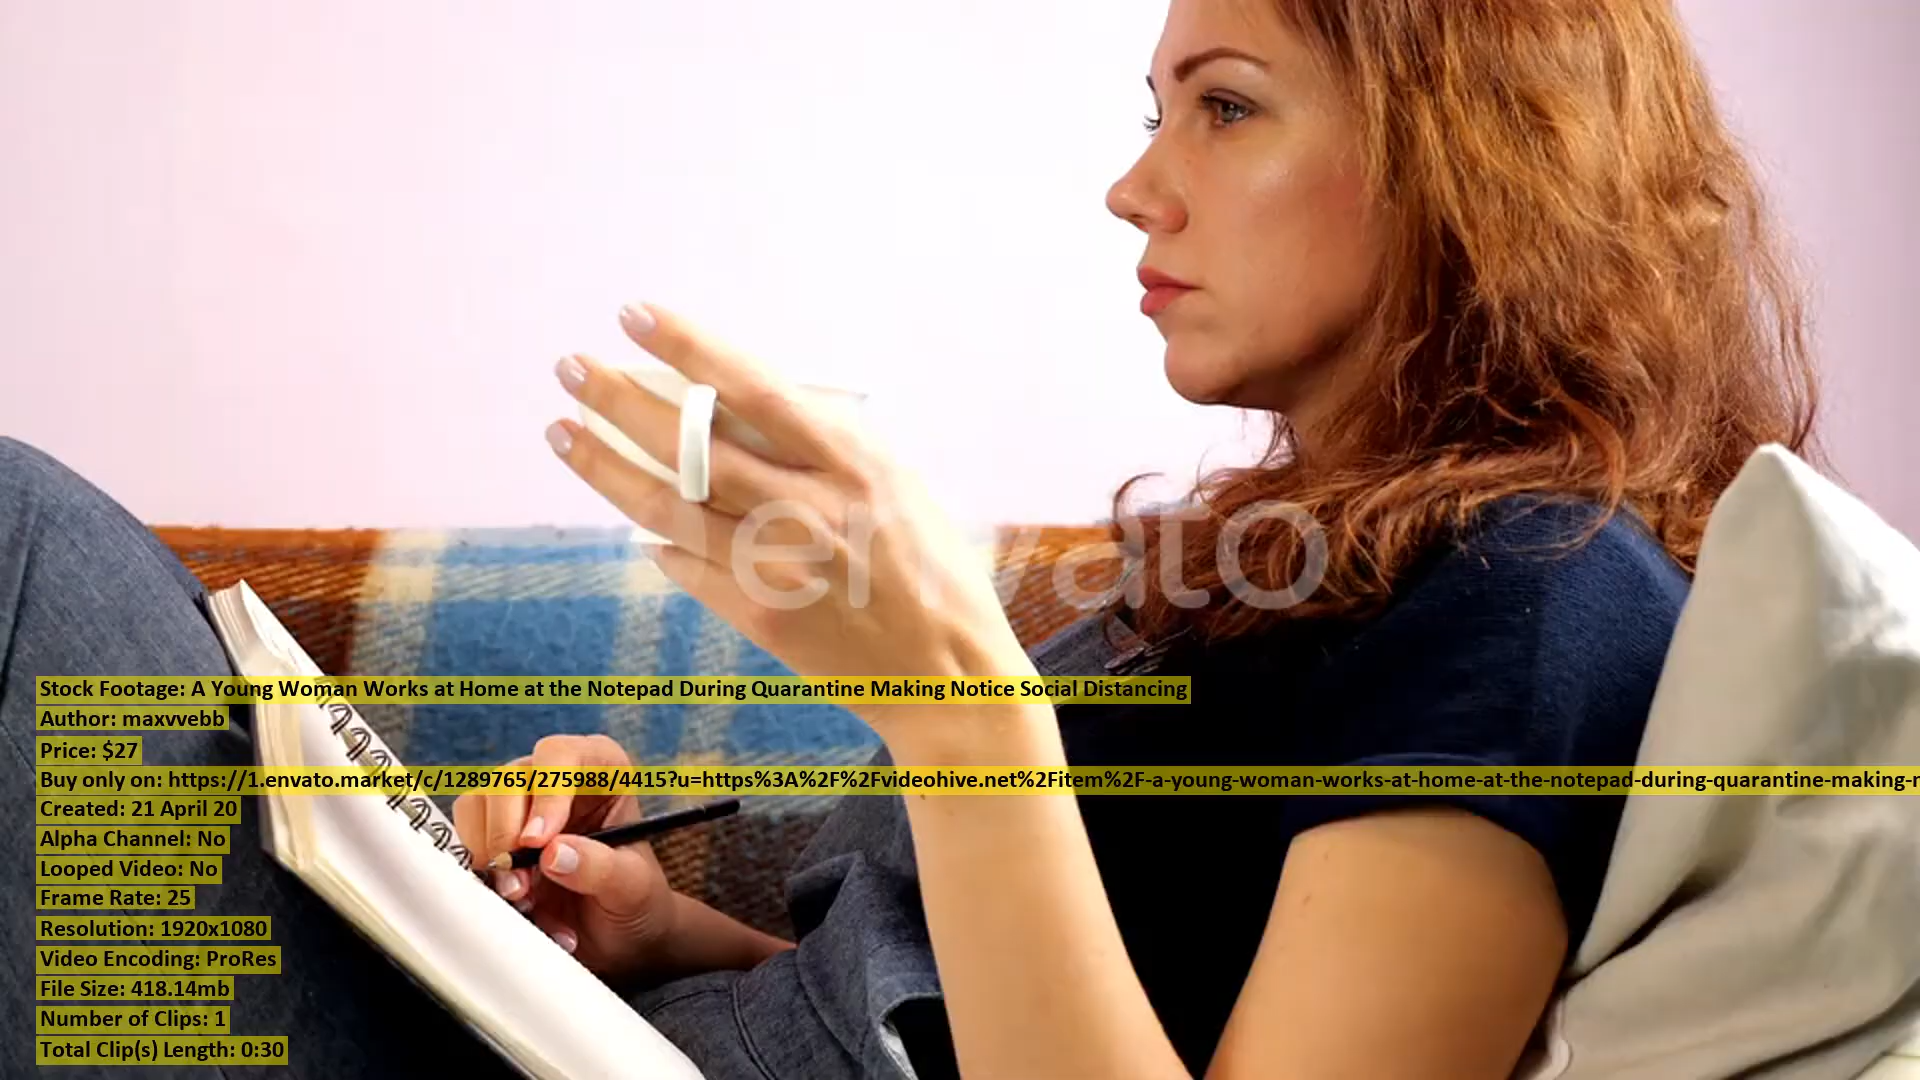 envato
Stock Footage: A Young Woman Works at Home at the Notepad During Quarantine Making Notice Social Distancing
Author: maxvvebb
Price: $27
Buy only on: https://1.envato.market/c/1289765/275988/4415?u=https%3A%2F%2Fvideohive.net%2Fitem%2F-a-young-woman-works-at-home-at-the-notepad-during-quarantine-making-n
Created: 21 April 20
Alpha Channel: No
Looped Video: No
Frame Rate: 25
Resolution: 1920x1080
Video Encoding: ProRes
File Size: 418.14mb
Number of Clips: 1
Total Clip(s) Length: 0:30